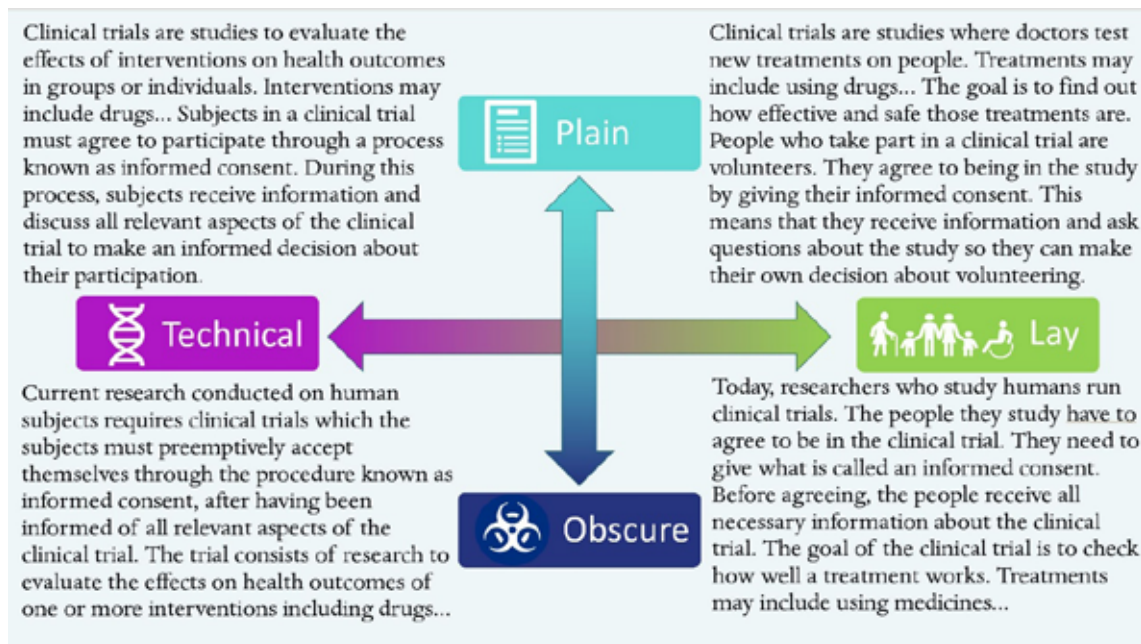 Clinical trials are studies to evaluate the
effects of interventions on health outcomes
in groups or individuals. Interventions may
include drugs... Subjects in a clinical trial
must agree to participate through a process
known as informed consent. During this
process, subjects receive information and
discuss all relevant aspects of the clinical
trial to make an informed decision about
their participation.
Plain
Clinical trials are studies where doctors test
new treatments on people. Treatments may
include using drugs... The goal is to find out
how effective and safe those treatments are.
People who take part in a clinical trial are
volunteers. They agree to being in the study
by giving their informed consent. This
means that they receive information and ask
questions about the study so they can make
their own decision about volunteering.
Technical
Lay
Current research conducted on human
subjects requires clinical trials which the
subjects must preemptively accept
themselves through the procedure known as
informed consent, after having been
informed of all relevant aspects of the
clinical trial. The trial consists of research to
evaluate the effects on health outcomes of
one or more interventions including drugs...
Obscure
Today, researchers who study humans run
clinical trials. The people they study have to
agree to be in the clinical trial. They need to
give what is called an informed consent.
Before agreeing, the people receive all
necessary information about the clinical
trial. The goal of the clinical trial is to check
how well a treatment works. Treatments
may include using medicines...